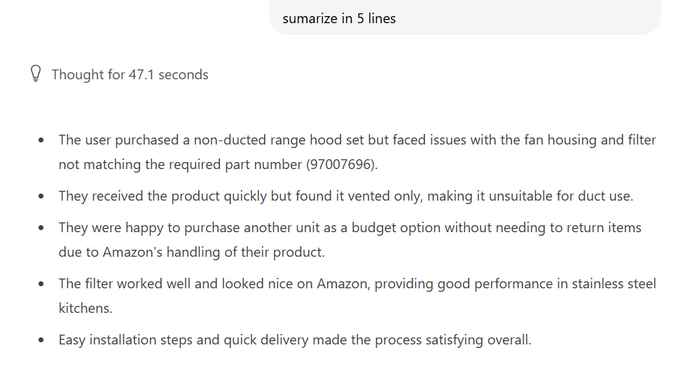 sumarize in 5 lines
Thought for 47.1 seconds
The user purchased a non-ducted range hood set but faced issues with the fan housing and filter
not matching the required part number (97007696).
They received the product quickly but found it vented only, making it unsuitable for duct use.
They were happy to purchase another unit as a budget option without needing to return items
due to Amazon's handling of their product.
The filter worked well and looked nice on Amazon, providing good performance in stainless steel
kitchens.
Easy installation steps and quick delivery made the process satisfying overall.